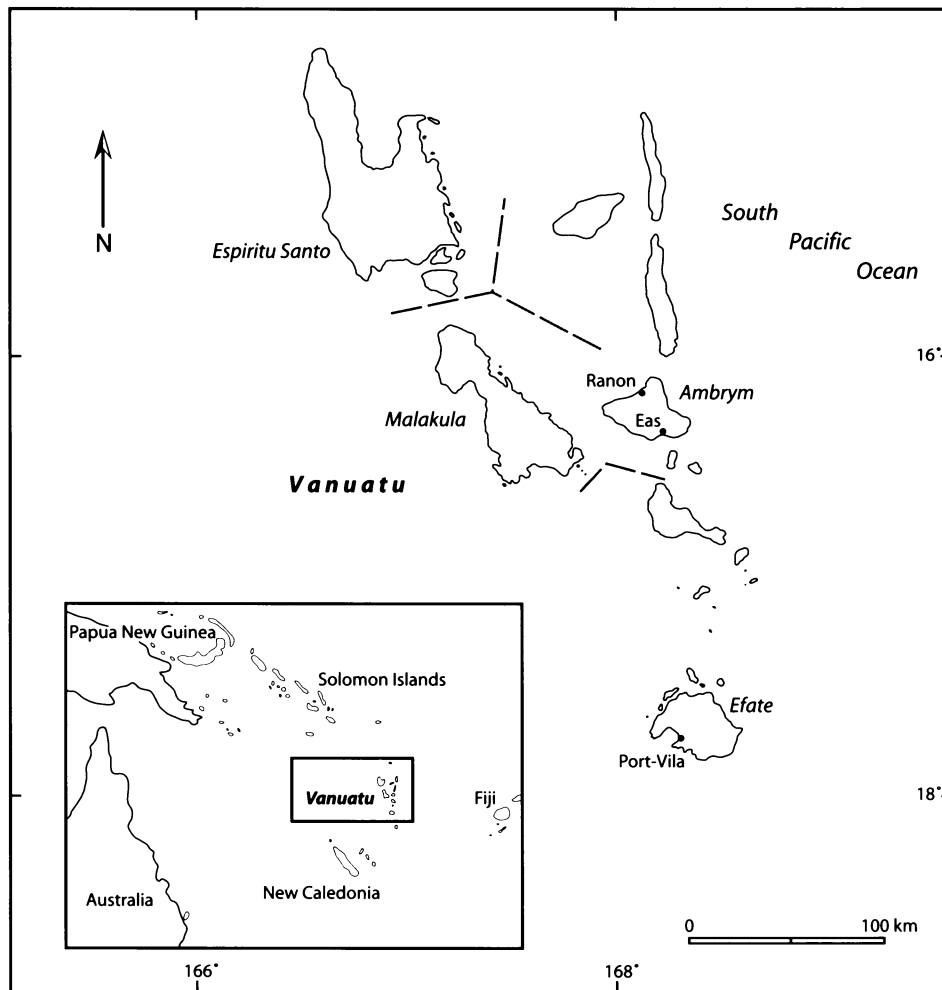 N
Espiritu Santo
South
Pacific
Ocean
16°
Ranon
Ambrym
Malakula
Eas
Vanuatu
Papua New Guinea
Solomon Islands
Efate
Port-Vila
Vanuatu
Fiji
18°
New Caledonia
Australia
0 100 km
166° 168°